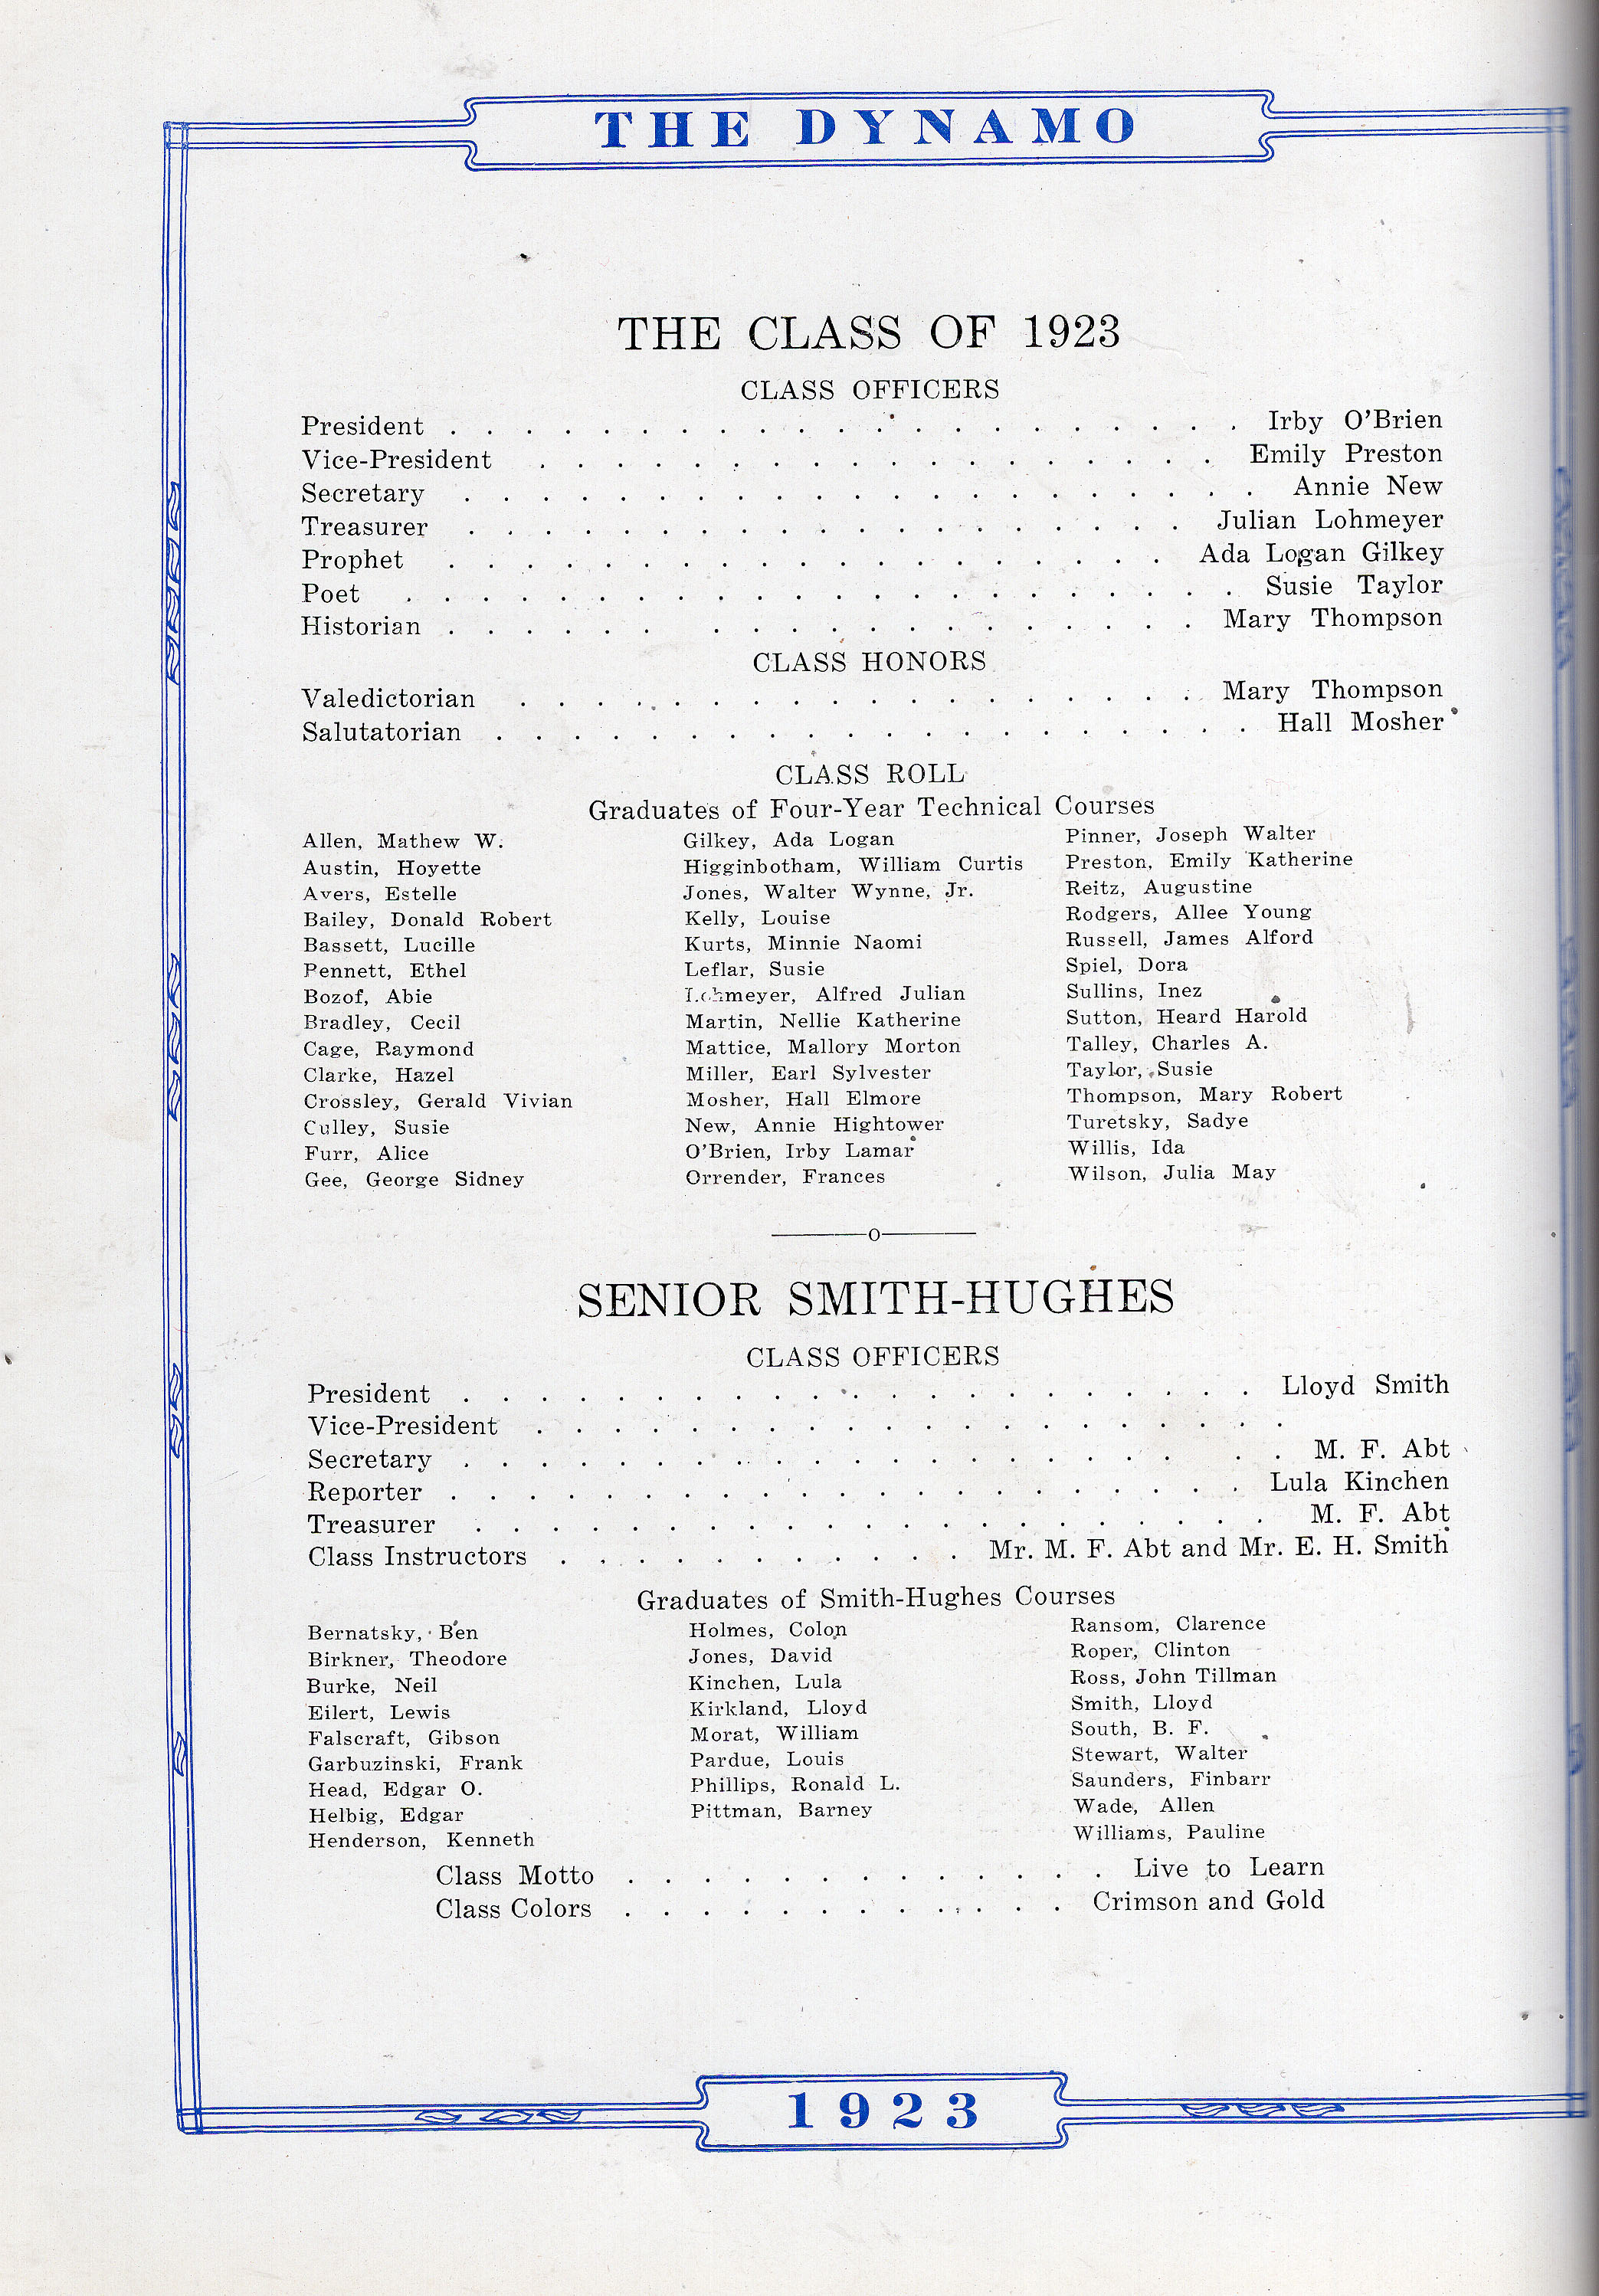 THE DYNAMO
THE CLASS OF 1923
CLASS OFFICERS
President . . . . . . . . . . . . . . . . . . . . . Irby O'Brien
Vice-President . . . . . . . . . . . . . . . . . . Emily Preston
Secretary . . . . . . . . . . . . . . . . . . . . . Annie New
Treasurer . . . . . . . . . . . . . . . . . . . Julian Lohmeyer
Prophet . . . . . . . . . . . . . . . . . . . Ada Logan Gilkey
Poet . . . . . . . . . . . . . . . . . . . . . . Susie Taylor
Historian . . . . . . . . . . . . . . . . . . . Mary Thompson
CLASS HONORS
Valedictorian . . . . . . . . . . . . . . . . . . Mary Thompson
Salutatorian . . . . . . . . . . . . . . . . . . . . Hall Mosher
CLASS ROLL
Graduates of Four-Year Technical Courses
Allen, Mathew W.
Austin, Hoyette
Avers, Estelle
Bailey, Donald Robert
Bassett, Lucille
Pennett, Ethel
Bozof, Abie
Bradley, Cecil
Cage, Raymond
Clarke, Hazel
Crossley, Gerald Vivian
Culley, Susie
Furr, Alice
Gee, George Sidney
Gilkey, Ada Logan
Higginbotham, William Curtis
Jones, Walter Wynne, Jr.
Kelly, Louise
Kurts, Minnie Naomi
Leflar, Susie
Lohmeyer, Alfred Julian
Martin, Nellie Katherine
Mattice, Mallory Morton
Miller, Earl Sylvester
Mosher, Hall Elmore
New, Annie Hightower
O'Brien, Irby Lamar
Orrender, Frances
Pinner, Joseph Walter
Preston, Emily Katherine
Reitz, Augustine
Rodgers, Allee Young
Russell, James Alford
Spiel, Dora
Sullins, Inez
Sutton, Heard Harold
Talley, Charles A.
Taylor, Susie
Thompson, Mary Robert
Turetsky, Sadye
Willis, Ida
Wilson, Julia May
o
SENIOR SMITH-HUGHES
CLASS OFFICERS
President . . . . . . . . . . . . . . . . . . . . . Lloyd Smith
Vice-President . . . . . . . . . . . . . . . . . . . .
Secretary . . . . . . . . . . . . . . . . . . . . . M. F. Abt
Reporter . . . . . . . . . . . . . . . . . . . . . Lula Kinchen
Treasurer . . . . . . . . . . . . . . . . . . . . . M. F. Abt
Class Instructors . . . . . . . . . . . Mr. M. F. Abt and Mr. E. H. Smith
Graduates of Smith-Hughes Courses
Bernatsky, Ben
Birkner, Theodore
Burke, Neil
Eilert, Lewis
Falscraft, Gibson
Garbuzinski, Frank
Head, Edgar O.
Helbig, Edgar
Henderson, Kenneth
Holmes, Colon
Jones, David
Kinchen, Lula
Kirkland, Lloyd
Morat, William
Pardue, Louis
Phillips, Ronald L.
Pittman, Barney
Ransom, Clarence
Roper, Clinton
Ross, John Tillman
Smith, Lloyd
South, B. F.
Stewart, Walter
Saunders, Finbarr
Wade, Allen
Williams, Pauline
Class Motto . . . . . . . . . . . . . Live to Learn
Class Colors . . . . . . . . . . . . Crimson and Gold
1923